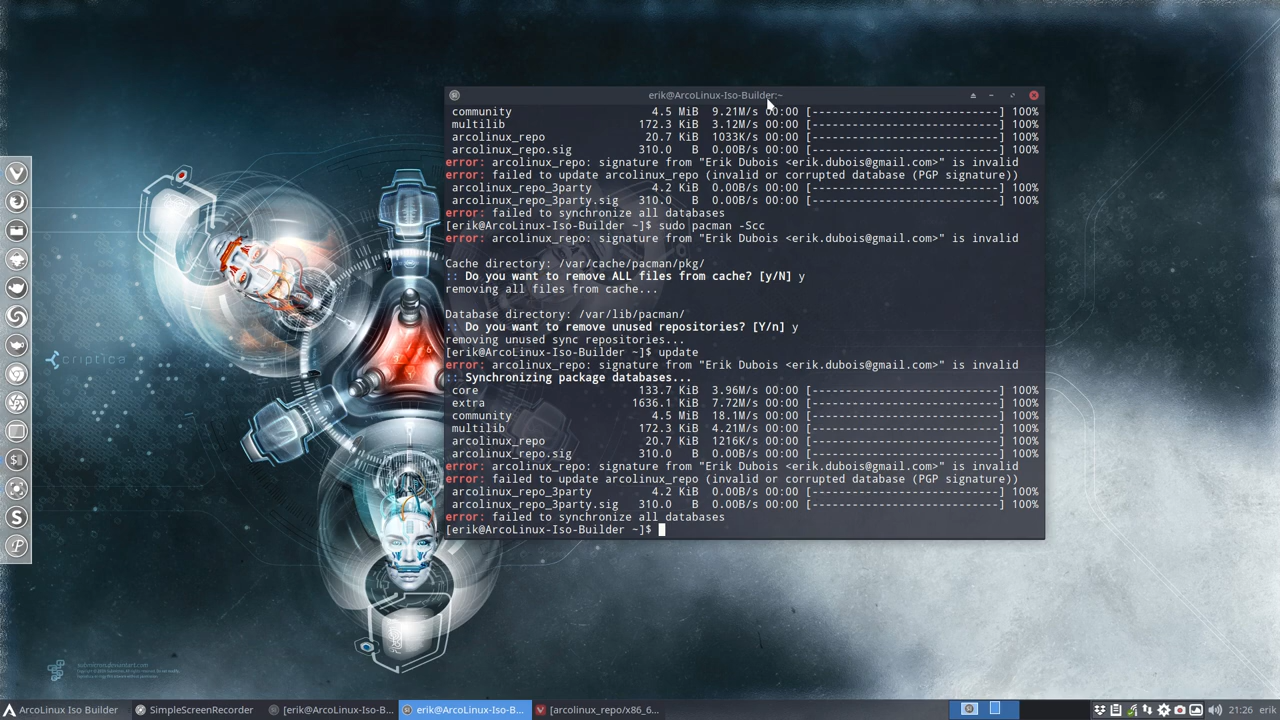 erik@ArcoLinux-Iso-Builder:~
community 4.5 MiB 9.21M/s 00:00 [----------------------] 100%
multilib 172.3 KiB 3.12M/s 00:00 [----------------------] 100%
arcolinux_repo 20.7 KiB 1033K/s 00:00 [----------------------] 100%
arcolinux_repo.sig 310.0 B 0.00B/s 00:00 [----------------------] 100%
error: arcolinux_repo: signature from "Erik Dubois <erik.dubois@gmail.com>" is invalid
error: failed to update arcolinux_repo (invalid or corrupted database (PGP signature))
arcolinux_repo_3party 4.2 KiB 0.00B/s 00:00 [----------------------] 100%
arcolinux_repo_3party.sig 310.0 B 0.00B/s 00:00 [----------------------] 100%
error: failed to synchronize all databases
[erik@ArcoLinux-Iso-Builder ~]$ sudo pacman -Scc
error: arcolinux_repo: signature from "Erik Dubois <erik.dubois@gmail.com>" is invalid
Cache directory: /var/cache/pacman/pkg/
:: Do you want to remove ALL files from cache? [y/N] y
removing all files from cache...
Database directory: /var/lib/pacman/
:: Do you want to remove unused repositories? [Y/n] y
removing unused sync repositories...
[erik@ArcoLinux-Iso-Builder ~]$ update
error: arcolinux_repo: signature from "Erik Dubois <erik.dubois@gmail.com>" is invalid
:: Synchronizing package databases...
core 133.7 KiB 3.96M/s 00:00 [----------------------] 100%
extra 1636.1 KiB 7.72M/s 00:00 [----------------------] 100%
community 4.5 MiB 18.1M/s 00:00 [----------------------] 100%
multilib 172.3 KiB 4.21M/s 00:00 [----------------------] 100%
arcolinux_repo 20.7 KiB 1216K/s 00:00 [----------------------] 100%
arcolinux_repo.sig 310.0 B 0.00B/s 00:00 [----------------------] 100%
error: arcolinux_repo: signature from "Erik Dubois <erik.dubois@gmail.com>" is invalid
error: failed to update arcolinux_repo (invalid or corrupted database (PGP signature))
arcolinux_repo_3party 4.2 KiB 0.00B/s 00:00 [----------------------] 100%
arcolinux_repo_3party.sig 310.0 B 0.00B/s 00:00 [----------------------] 100%
error: failed to synchronize all databases
[erik@ArcoLinux-Iso-Builder ~]$
criptica
ArcoLinux Iso Builder
SimpleScreenRecorder
[erik@ArcoLinux-Iso-B...
erik@ArcoLinux-Iso-B...
[arcolinux_repo/x86_6...
21:26 erik